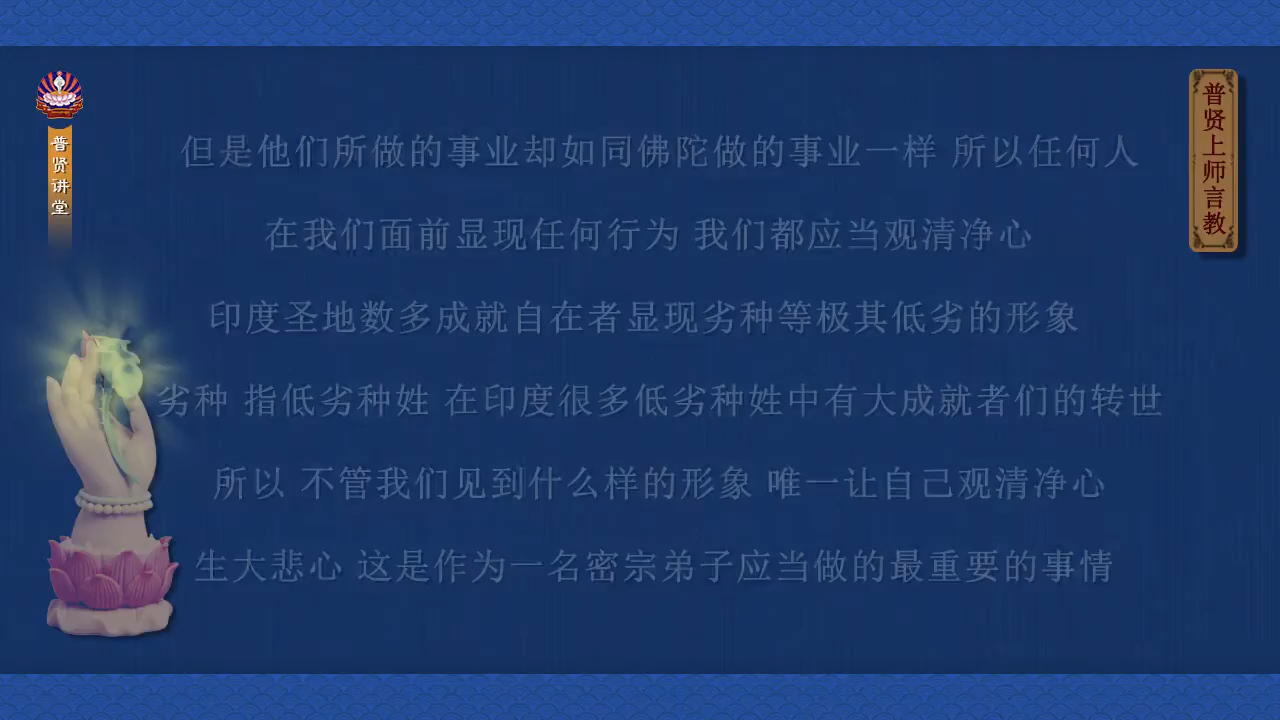 普贤讲堂
普贤上师言教
但是他们所做的事业却如同佛陀做的事业一样 所以任何人
在我们面前显现任何行为 我们都应当观清净心
印度圣地数多成就自在者显现劣种等极其低劣的形象
劣种 指低劣种姓 在印度很多低劣种姓中有大成就者们的转世
所以 不管我们见到什么样的形象 唯一让自己观清净心
生大悲心 这是作为一名密宗弟子应当做的最重要的事情